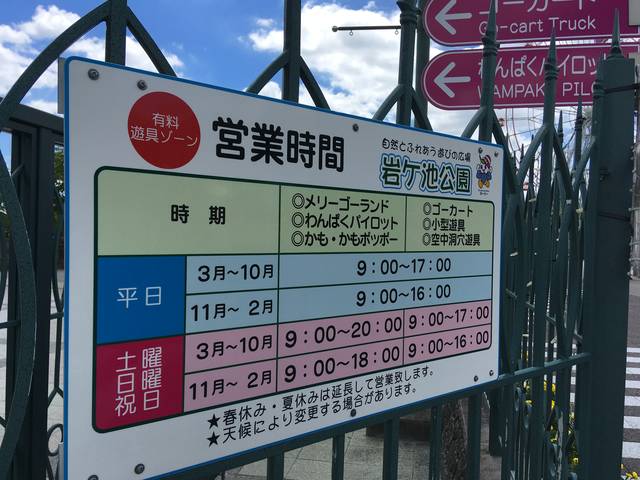 ゴーカート
Go-cart Truck
わんぱくパイロット
WAMPAKU PILO
有料
遊具ゾーン
営業時間
自然とふれあう遊びの広場
岩ケ池公園
時期
◎メリーゴーランド
◎わんぱくパイロット
◎かも・かもポッポー
◎ゴーカート
◎小型遊具
◎空中洞穴遊具
平日
3月〜10月
9：00〜17：00
11月〜 2月
9：00〜16：00
土曜日
日曜日
祝日
3月〜10月
9：00〜20：00
9：00〜17：00
11月〜 2月
9：00〜18：00
9：00〜16：00
★春休み・夏休みは延長して営業致します。
★天候により変更する場合があります。